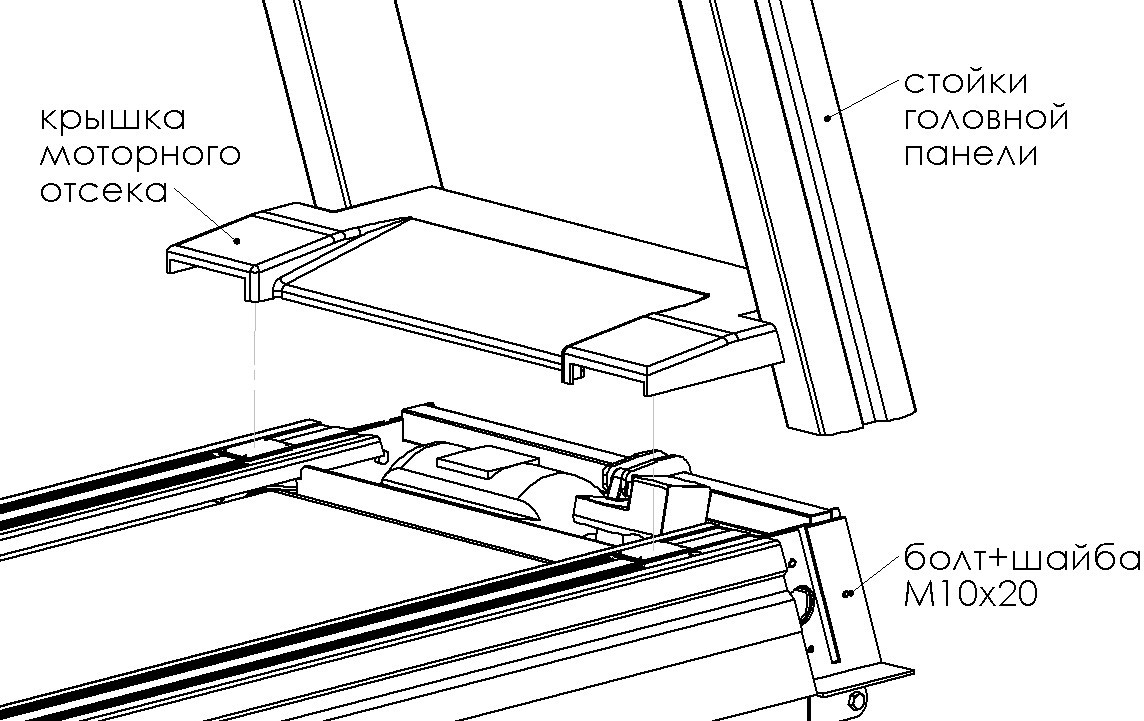 крышка
моторного
отсека
стойки
головной
панели
болт+шайба
М10х20